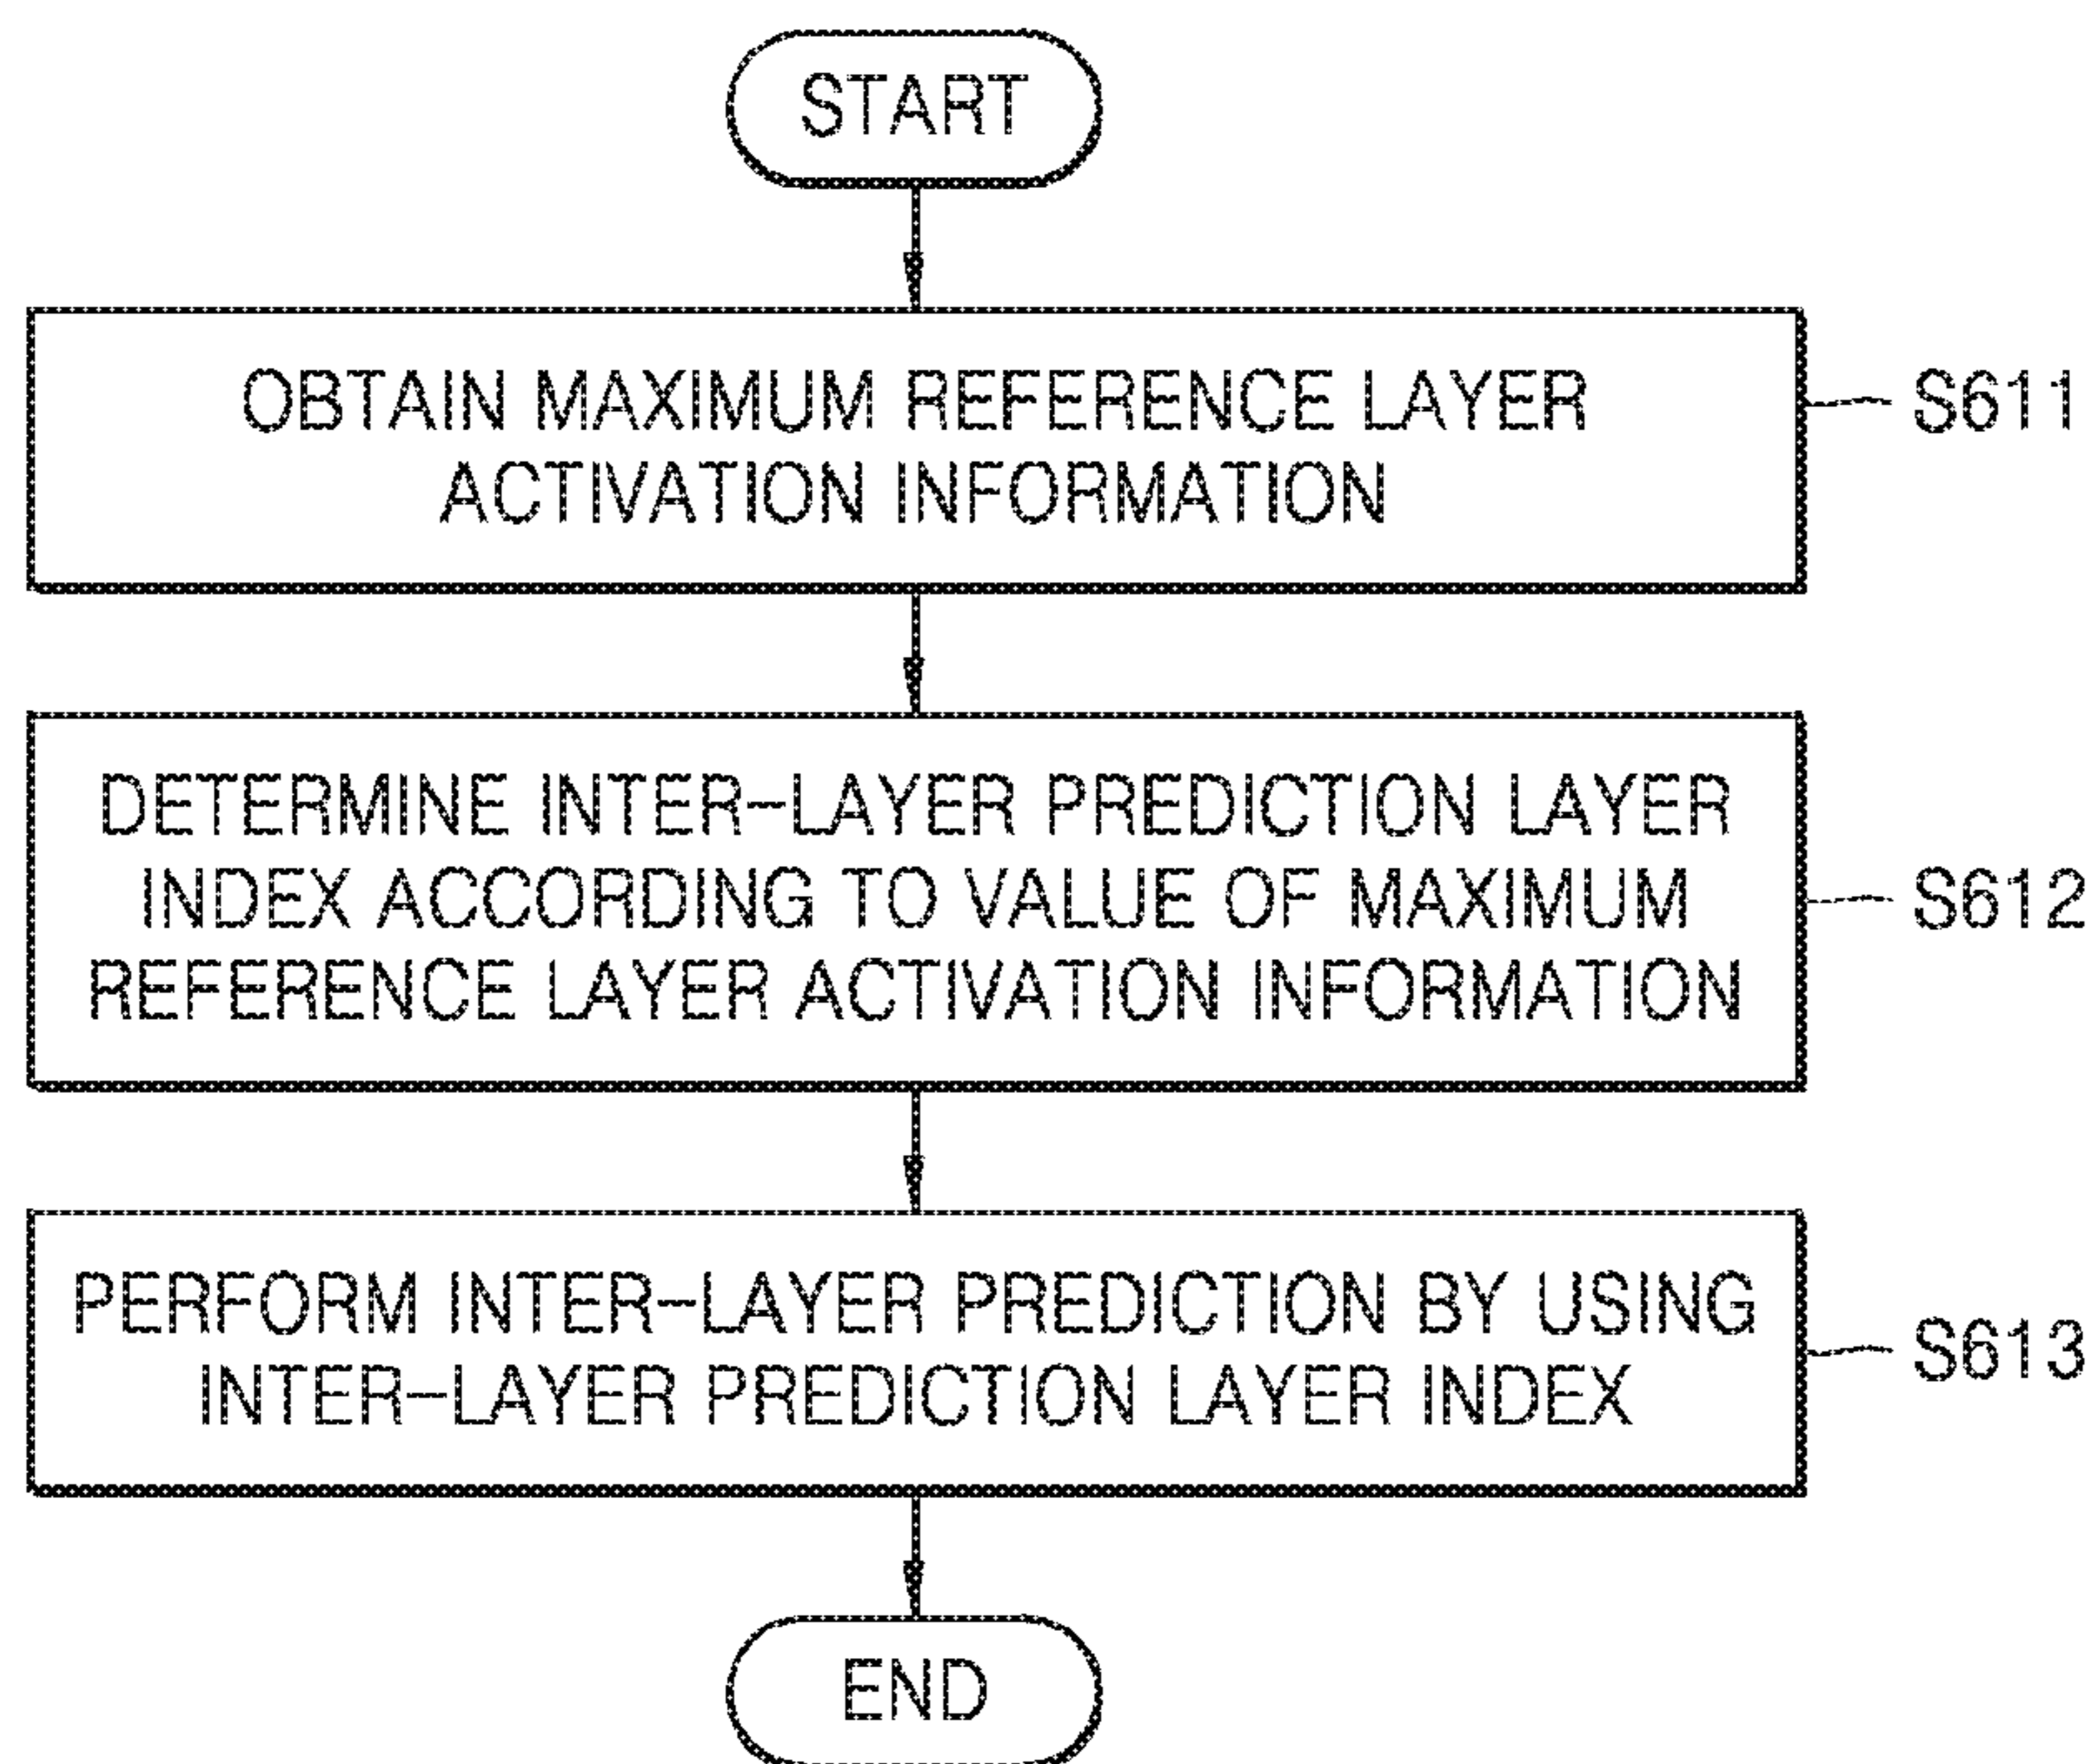 START
OBTAIN MAXIMUM REFERENCE LAYER
ACTIVATION INFORMATION
S611
DETERMINE INTER-LAYER PREDICTION LAYER
INDEX ACCORDING TO VALUE OF MAXIMUM
REFERENCE LAYER ACTIVATION INFORMATION
S612
PERFORM INTER-LAYER PREDICTION BY USING
INTER-LAYER PREDICTION LAYER INDEX
S613
END